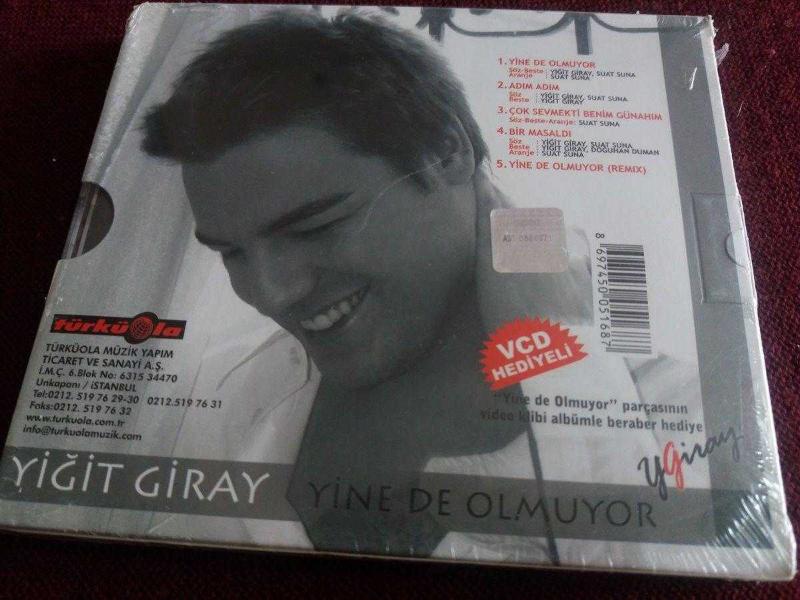 1. YİNE DE OLMUYOR
Söz-Beste : YİĞİT GİRAY, SUAT SUNA
Aranje : SUAT SUNA
2. ADIM ADIM
Söz : YİĞİT GİRAY, SUAT SUNA
Beste : YİĞİT GİRAY
3. ÇOK SEVMEKTİ BENİM GÜNAHIM
Söz-Beste-Aranje: SUAT SUNA
4. BİR MASALDI
Söz : YİĞİT GİRAY, SUAT SUNA
Beste : YİĞİT GİRAY, DOĞUHAN DUMAN
Aranje : SUAT SUNA
5. YİNE DE OLMUYOR (REMIX)
8 697450 051687
türküola
TÜRKÜOLA MÜZİK YAPIM
TİCARET VE SANAYİ A.Ş.
İ.M.Ç. 6.Blok No: 6315 34470
Unkapanı / İSTANBUL
Tel:0212. 519 76 29-30 0212.519 76 31
Faks:0212. 519 76 32
www.turkuola.com.tr
info@turkuolamuzik.com
VCD
HEDİYELİ
"Yine de Olmuyor" parçasının
video klibi albümle beraber hediye
YGiray
YİĞİT GİRAY YİNE DE OLMUYOR